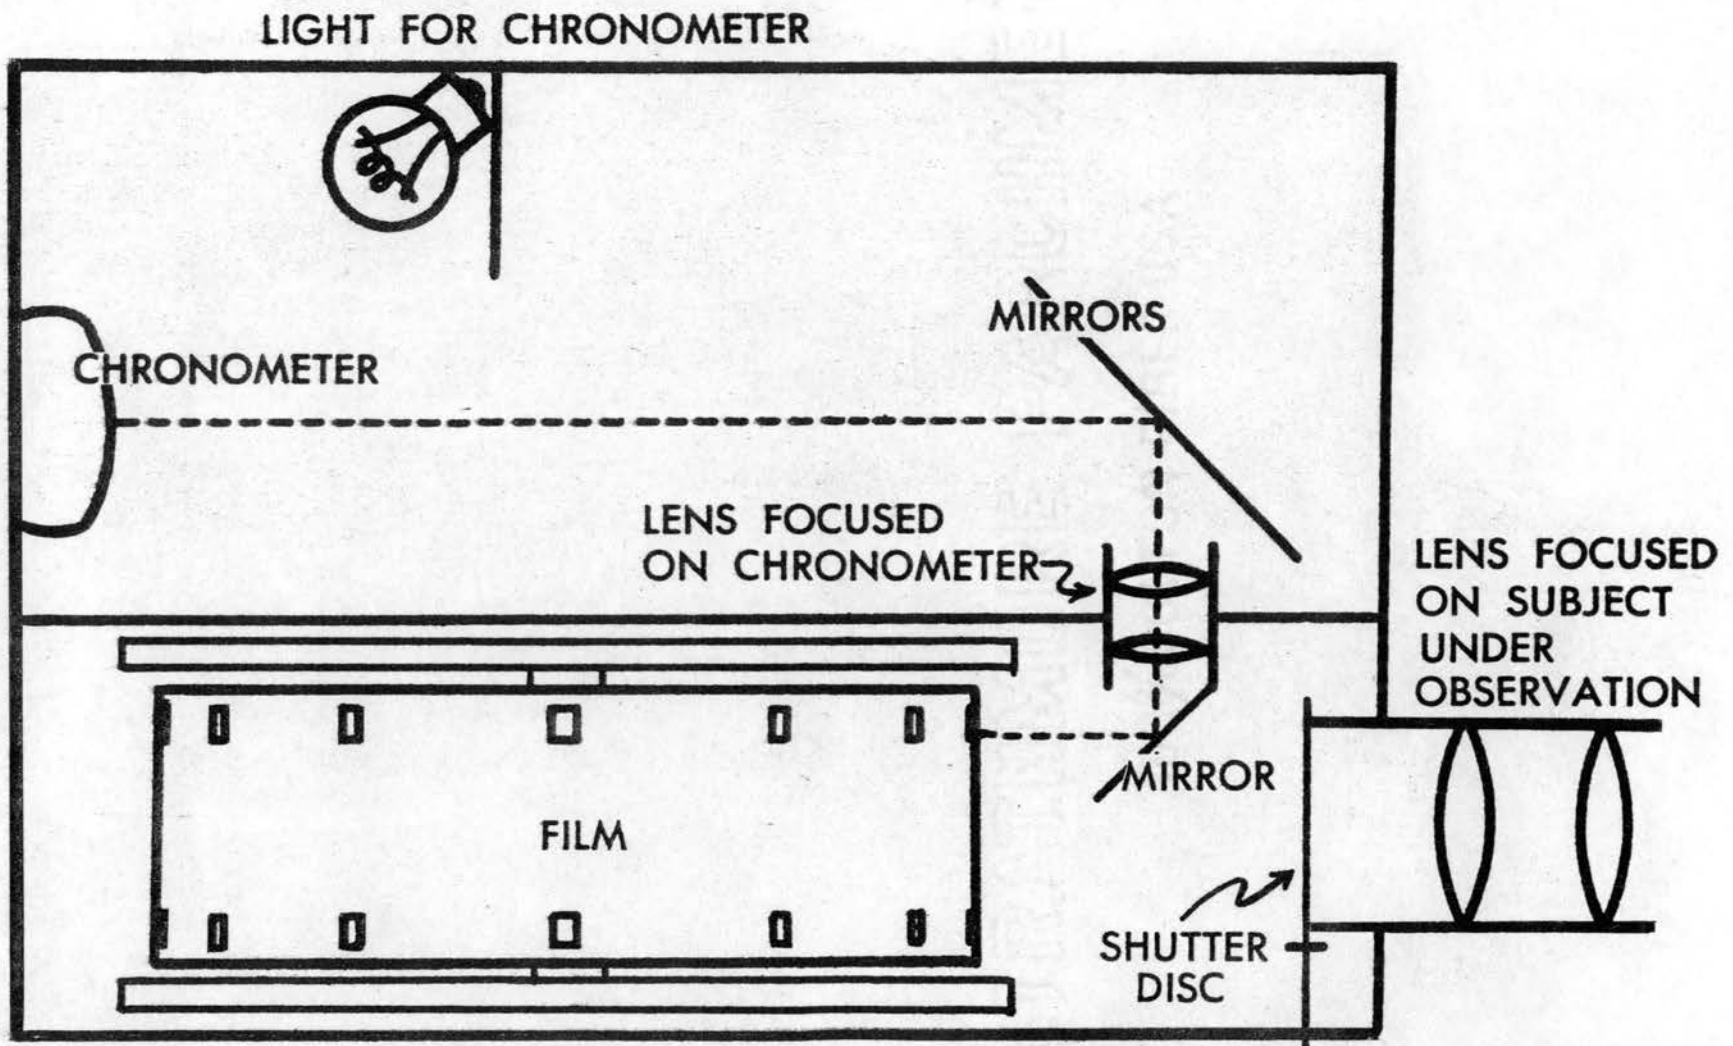 LIGHT FOR CHRONOMETER
MIRRORS
CHRONOMETER
LENS FOCUSED
ON CHRONOMETER
LENS FOCUSED
ON SUBJECT
UNDER
OBSERVATION
MIRROR
FILM
SHUTTER
DISC